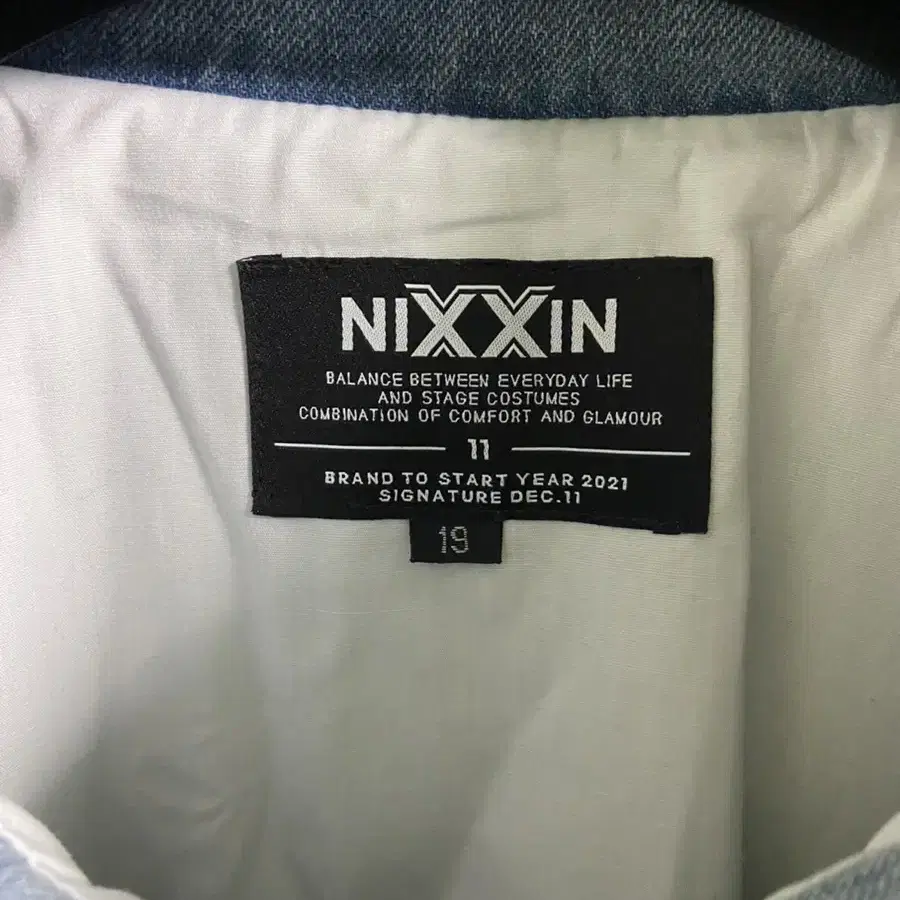 NIXXIN
BALANCE BETWEEN EVERYDAY LIFE
AND STAGE COSTUMES
COMBINATION OF COMFORT AND GLAMOUR
11
BRAND TO START YEAR 2021
SIGNATURE DEC.11
19